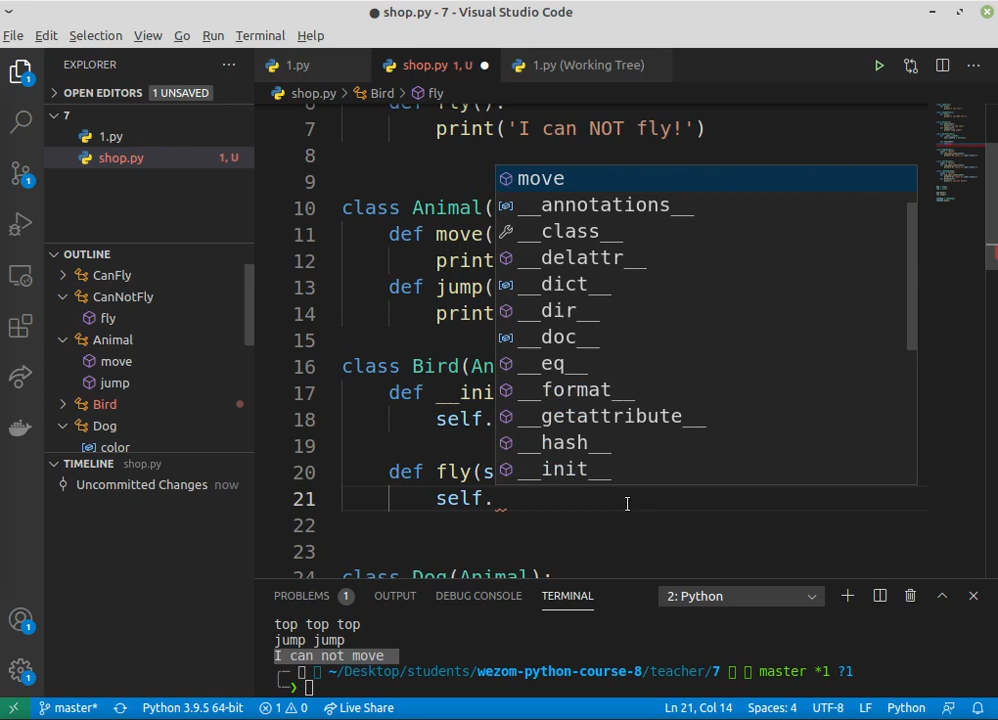 shop.py - 7 - Visual Studio Code
File Edit Selection View Go Run Terminal Help
EXPLORER
OPEN EDITORS 1 UNSAVED
7
1.py
shop.py 1, U
OUTLINE
CanFly
CanNotFly
fly
Animal
move
jump
Bird
Dog
color
TIMELINE shop.py
Uncommitted Changes now
1.py shop.py 1, U 1.py (Working Tree)
shop.py > Bird > fly
6 def fly():
7 print('I can NOT fly!')
8
9
10 class Animal(
11 def move(
12 print
13 def jump(
14 print
15
16 class Bird(An
17 def __ini
18 self.
19
20 def fly(s
21 self.
22
23
24 class Dog(Animal):
move
__annotations__
__class__
__delattr__
__dict__
__dir__
__doc__
__eq__
__format__
__getattribute__
__hash__
__init__
PROBLEMS 1 OUTPUT DEBUG CONSOLE TERMINAL 2: Python
top top top
jump jump
I can not move
~/Desktop/students/wezom-python-course-8/teacher/7 master *1 ?1
master* Python 3.9.5 64-bit 1 0 Live Share Ln 21, Col 14 Spaces: 4 UTF-8 LF Python